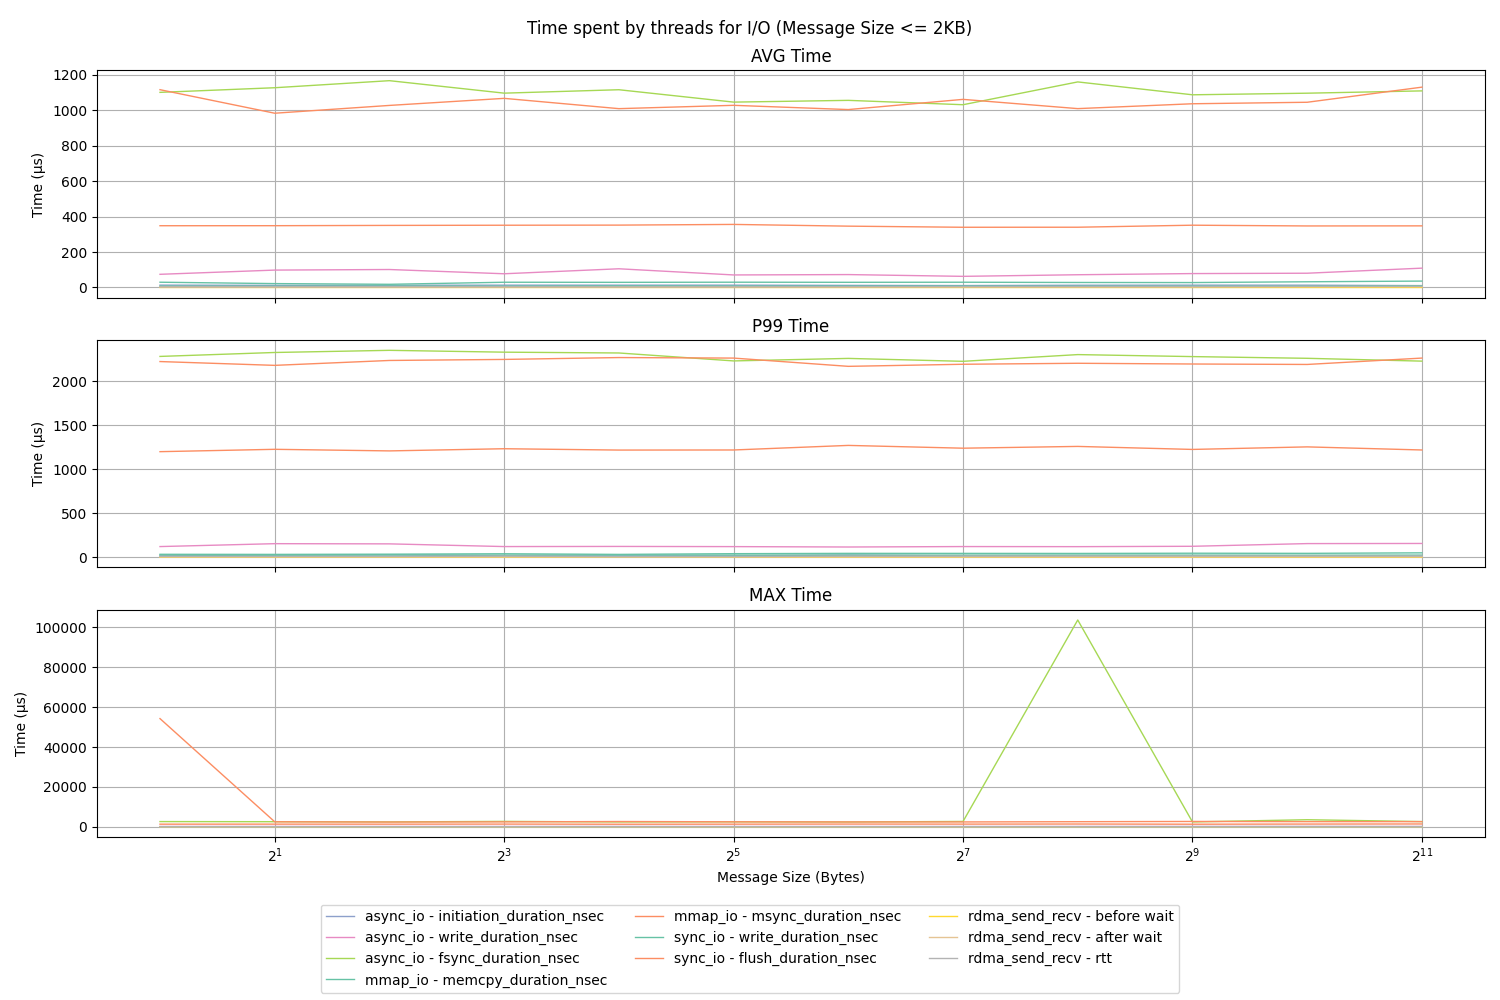 Time spent by threads for I/O (Message Size <= 2KB)
AVG Time
1200
1000
800
600
400
200
0
Time (µs)
P99 Time
2000
1500
1000
500
0
Time (µs)
MAX Time
100000
80000
60000
40000
20000
0
Time (µs)
2^1 2^3 2^5 2^7 2^9 2^11
Message Size (Bytes)
async_io - initiation_duration_nsec
async_io - write_duration_nsec
async_io - fsync_duration_nsec
mmap_io - memcpy_duration_nsec
mmap_io - msync_duration_nsec
sync_io - write_duration_nsec
sync_io - flush_duration_nsec
rdma_send_recv - before wait
rdma_send_recv - after wait
rdma_send_recv - rtt